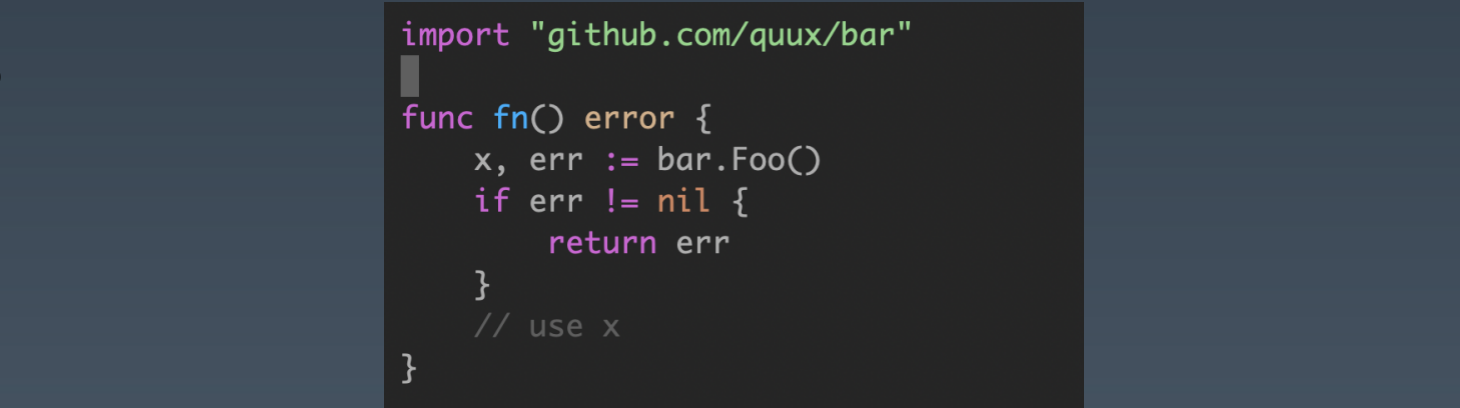 import "github.com/quux/bar"
func fn() error {
    x, err := bar.Foo()
    if err != nil {
        return err
    }
    // use x
}